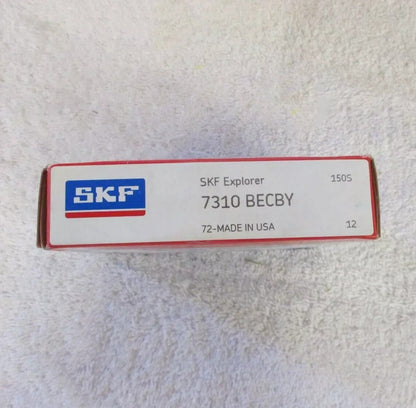 SKF
SKF Explorer 150S
7310 BECBY
72-MADE IN USA 12